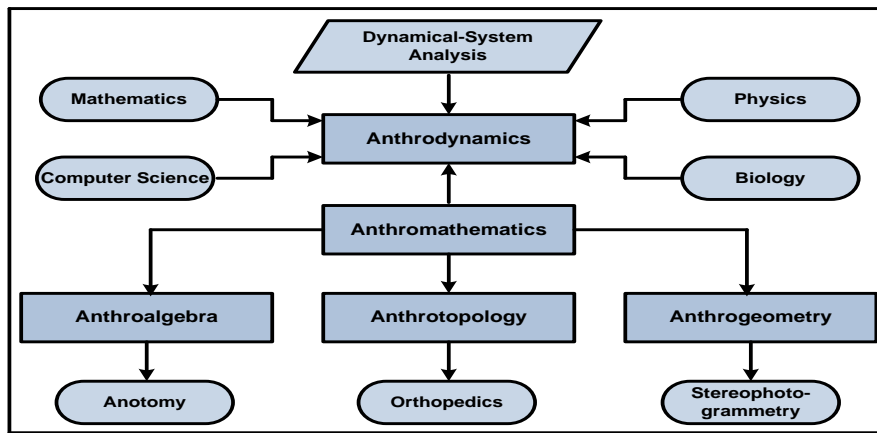 Dynamical-System
Analysis
Mathematics
Physics
Anthrodynamics
Computer Science
Biology
Anthromathematics
Anthroalgebra
Anthrotopology
Anthrogeometry
Anotomy
Orthopedics
Stereophoto-
grammetry